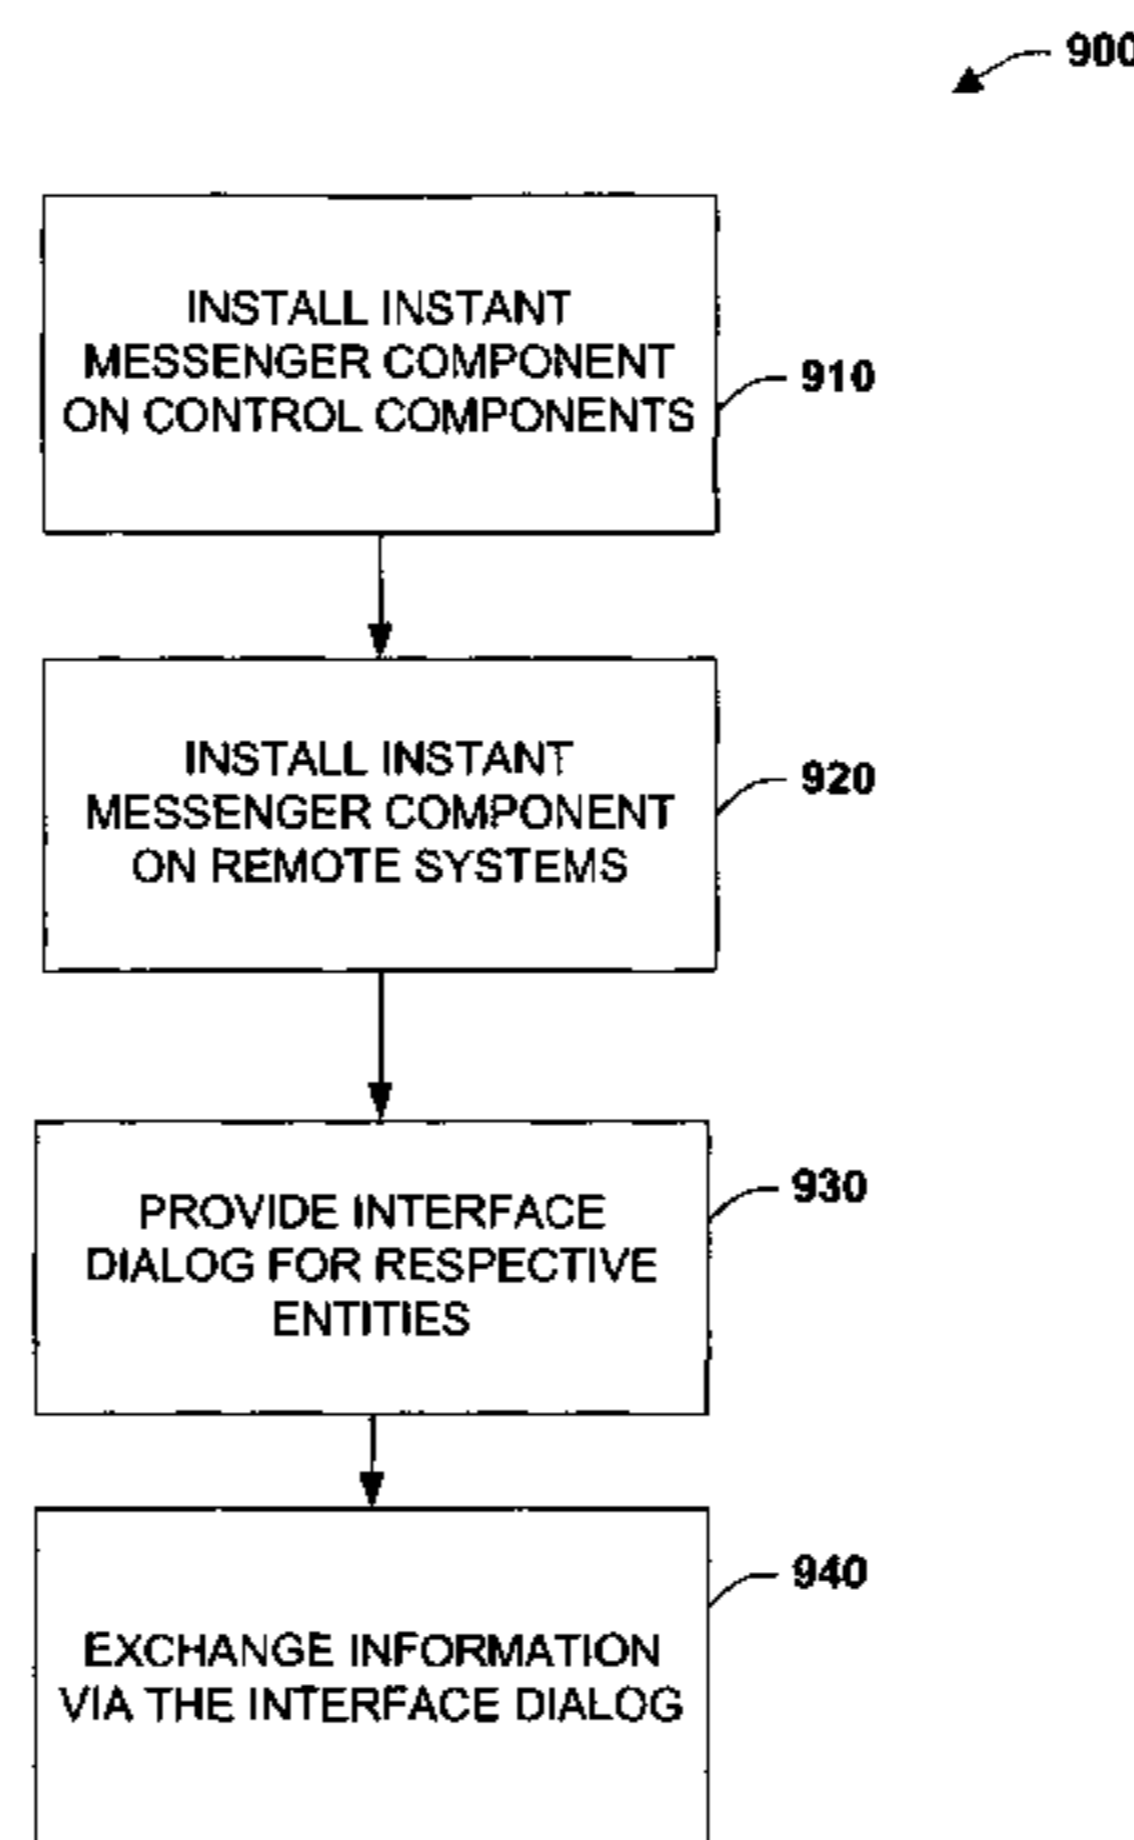 900
INSTALL INSTANT
MESSENGER COMPONENT
ON CONTROL COMPONENTS
910
INSTALL INSTANT
MESSENGER COMPONENT
ON REMOTE SYSTEMS
920
PROVIDE INTERFACE
DIALOG FOR RESPECTIVE
ENTITIES
930
EXCHANGE INFORMATION
VIA THE INTERFACE DIALOG
940